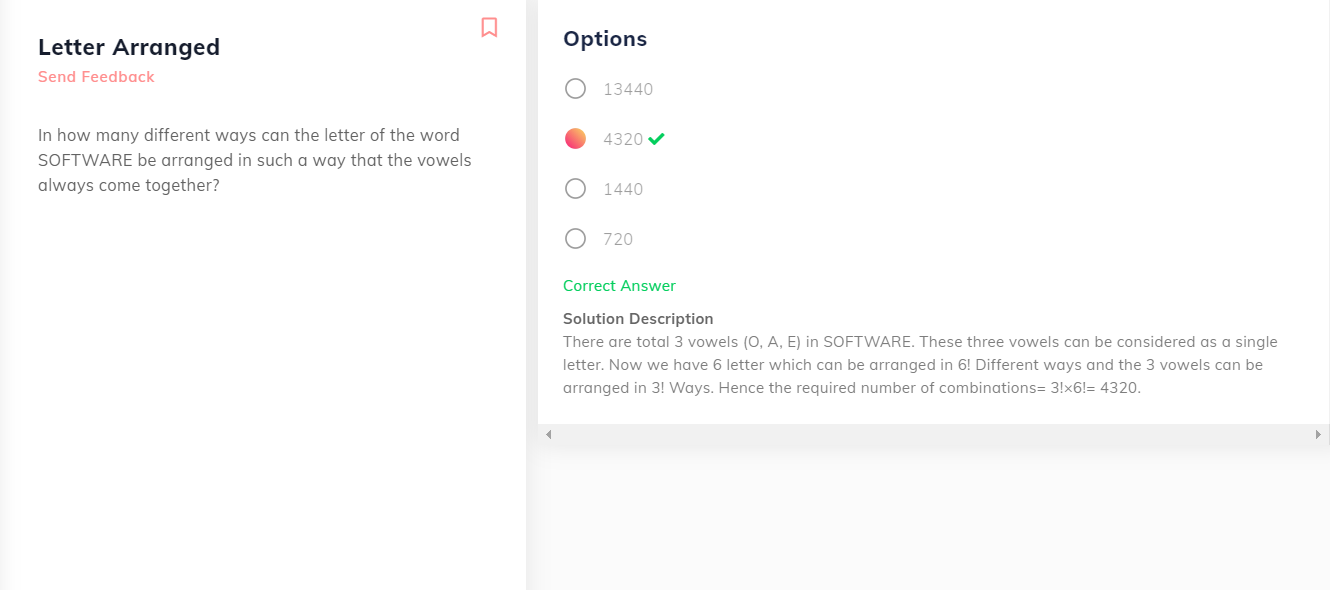 Letter Arranged
Send Feedback
In how many different ways can the letter of the word
SOFTWARE be arranged in such a way that the vowels
always come together?
Options
13440
4320
1440
720
Correct Answer
Solution Description
There are total 3 vowels (O, A, E) in SOFTWARE. These three vowels can be considered as a single
letter. Now we have 6 letter which can be arranged in 6! Different ways and the 3 vowels can be
arranged in 3! Ways. Hence the required number of combinations= 3!×6!= 4320.